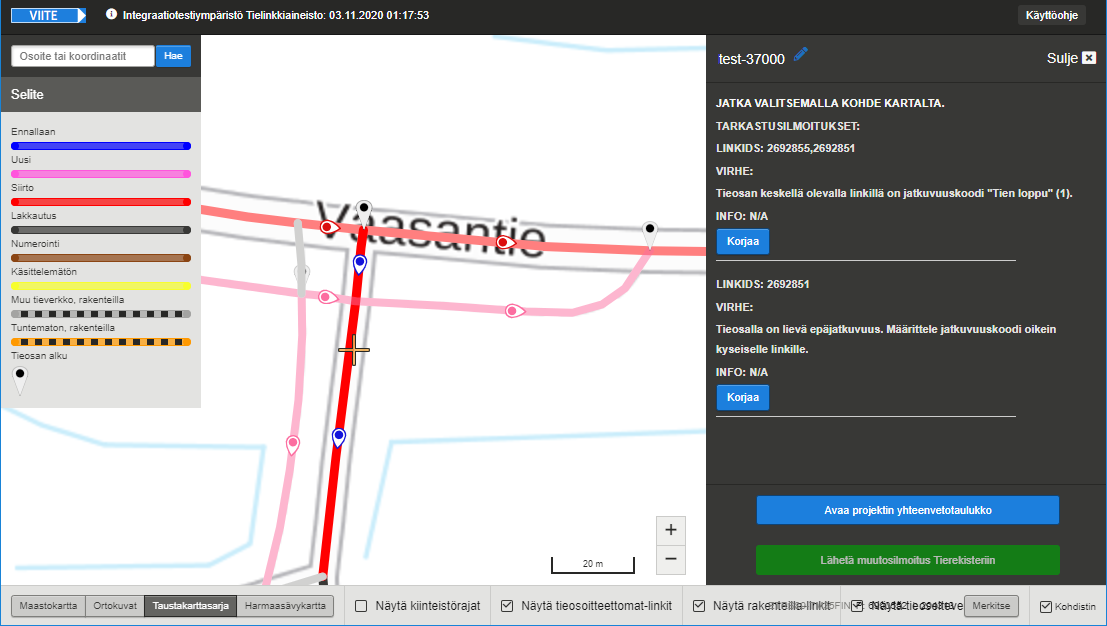 VIITE
Integraatiotestiympäristö Tielinkkiaineisto: 03.11.2020 01:17:53
Käyttöohje
Osoite tai koordinaatit
Hae
Selite
Ennallaan
Uusi
Siirto
Lakkautus
Numerointi
Käsittelemätön
Muu tieverkko, rakenteilla
Tuntematon, rakenteilla
Tieosan alku
Vaasantie
20 m
+
−
test-37000
Sulje
JATKA VALITSEMALLA KOHDE KARTALTA.
TARKASTUSILMOITUKSET:
LINKIDS: 2692855,2692851
VIRHE:
Tieosan keskellä olevalla linkillä on jatkuvuuskoodi "Tien loppu" (1).
INFO: N/A
Korjaa
LINKIDS: 2692851
VIRHE:
Tieosalla on lievä epäjatkuvuus. Määrittele jatkuvuuskoodi oikein
kyseiselle linkille.
INFO: N/A
Korjaa
Avaa projektin yhteenvetotaulukko
Lähetä muutosilmoitus Tierekisteriin
Maastokartta
Ortokuvat
Taustakarttasarja
Harmaasävykartta
Näytä kiinteistörajat
Näytä tieosoitteettomat-linkit
Näytä rakenteilla-linkit
Näytä tieosoiteve
Merkitse
Kohdistin